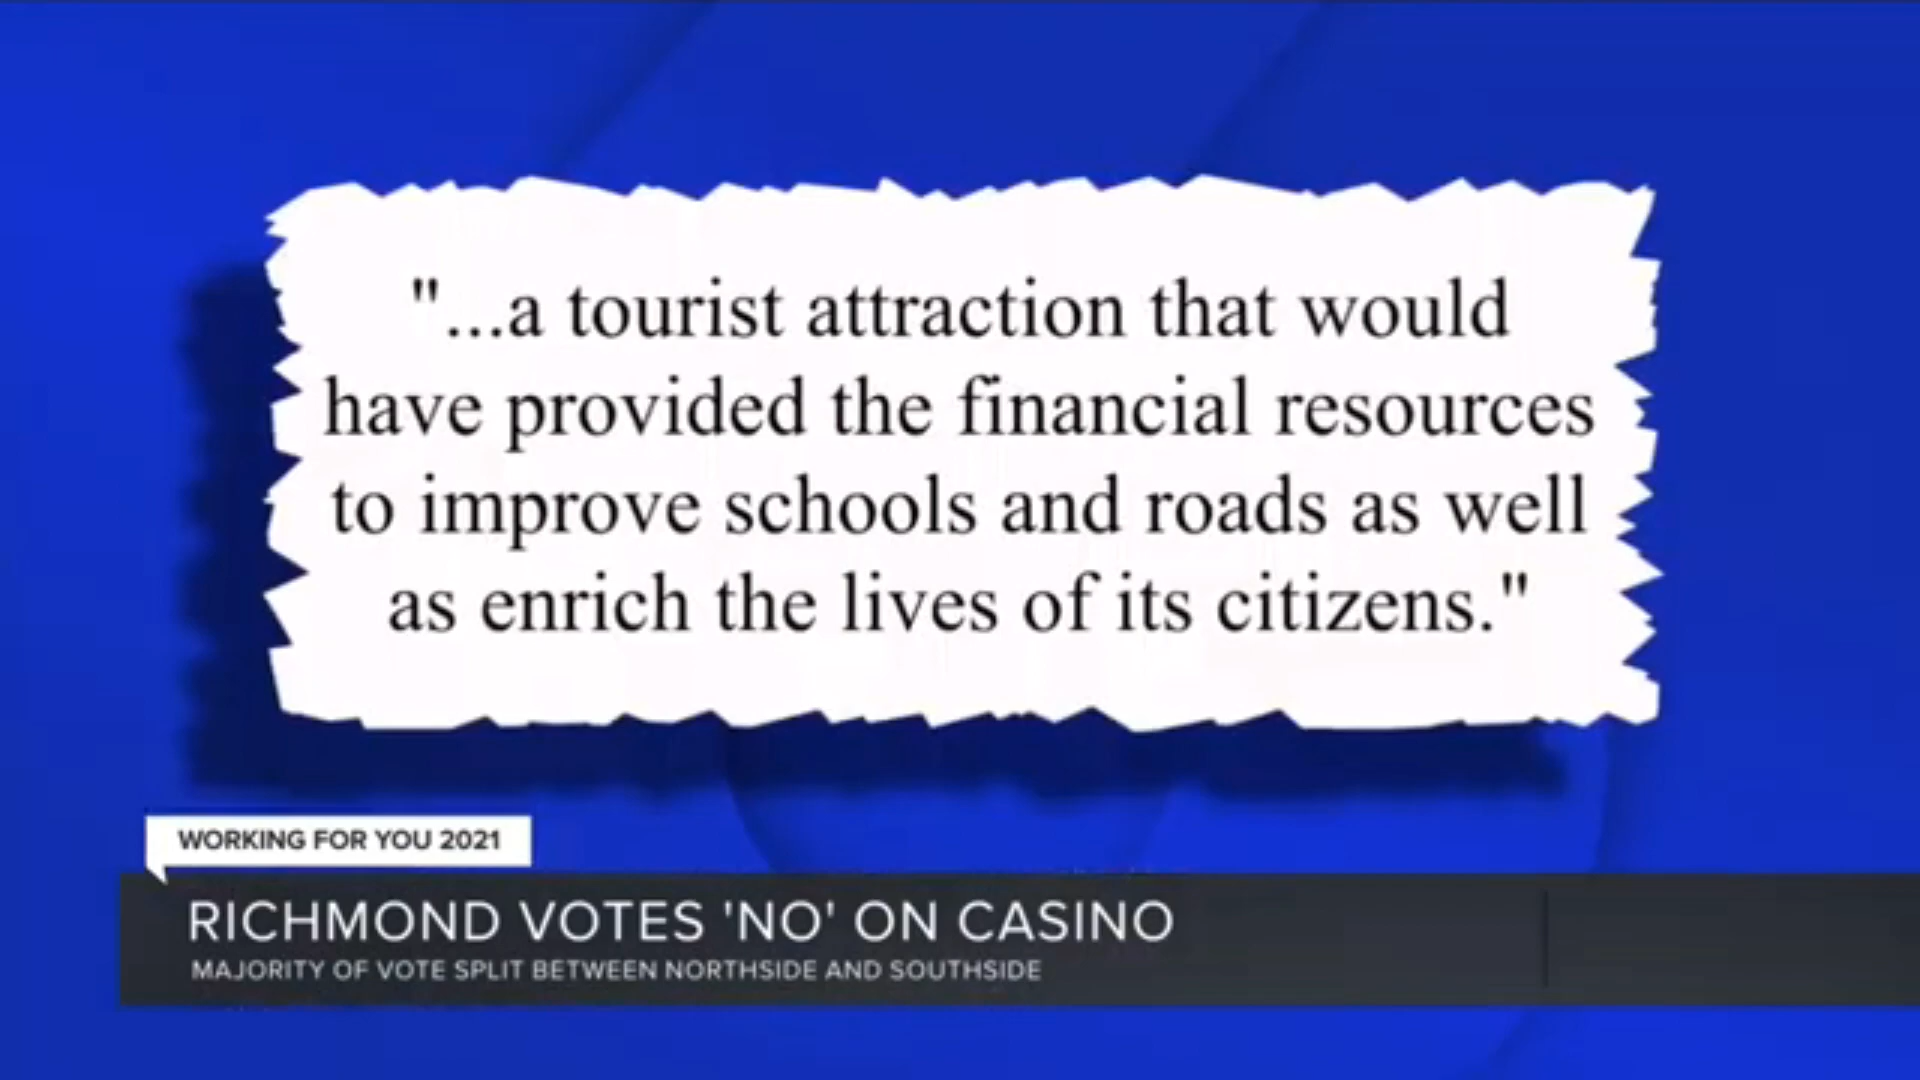 "...a tourist attraction that would
have provided the financial resources
to improve schools and roads as well
as enrich the lives of its citizens."
WORKING FOR YOU 2021
RICHMOND VOTES 'NO' ON CASINO
MAJORITY OF VOTE SPLIT BETWEEN NORTHSIDE AND SOUTHSIDE